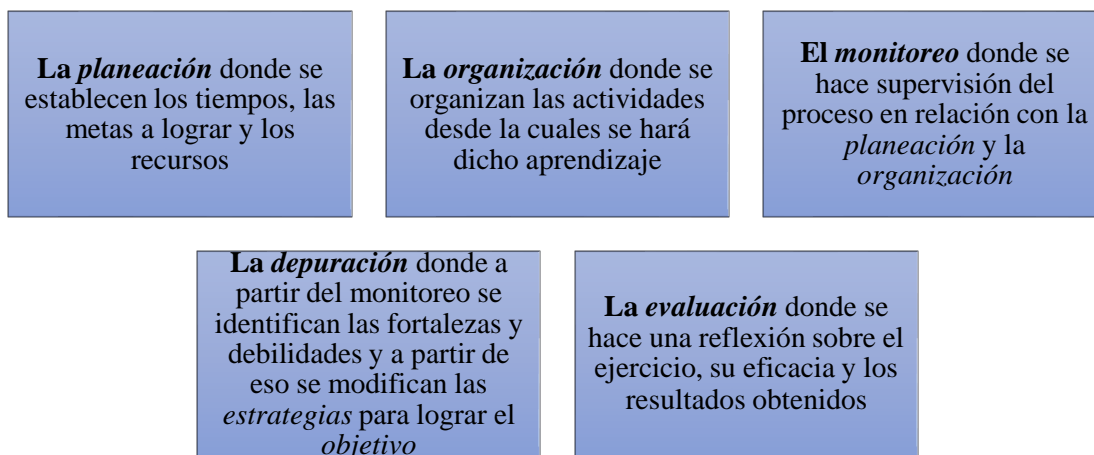 La planeación donde se
establecen los tiempos, las
metas a lograr y los
recursos
La organización donde se
organizan las actividades
desde la cuales se hará
dicho aprendizaje
El monitoreo donde se
hace supervisión del
proceso en relación con la
planeación y la
organización
La depuración donde a
partir del monitoreo se
identifican las fortalezas y
debilidades y a partir de
eso se modifican las
estrategias para lograr el
objetivo
La evaluación donde se
hace una reflexión sobre el
ejercicio, su eficacia y los
resultados obtenidos